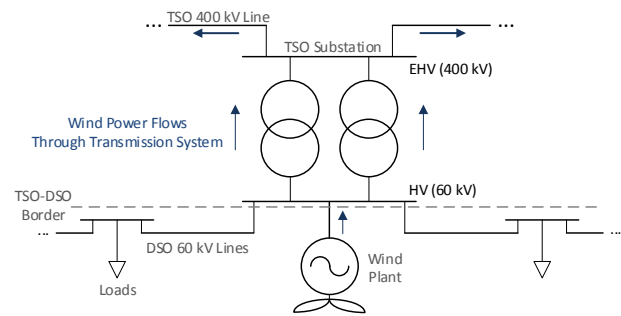 TSO 400 kV Line
...
...
TSO Substation
EHV (400 kV)
Wind Power Flows
Through Transmission System
TSO-DSO
Border
HV (60 kV)
...
...
DSO 60 kV Lines
Wind
Plant
Loads